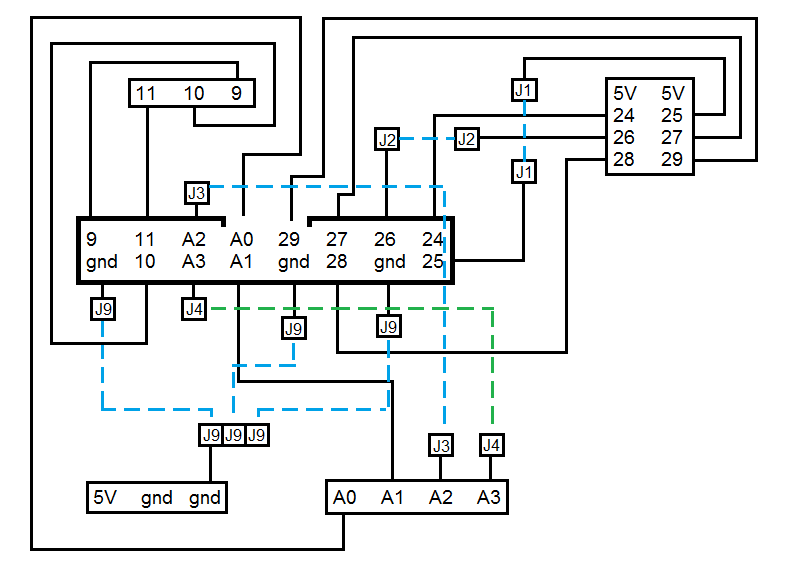 J1
11 10 9
5V 5V
24 25
26 27
28 29
J2 J2
J1
J3
9 11 A2 A0 29 27 26 24
gnd 10 A3 A1 gnd 28 gnd 25
J9 J4 J9 J9
J9 J9 J9 J3 J4
5V gnd gnd
A0 A1 A2 A3